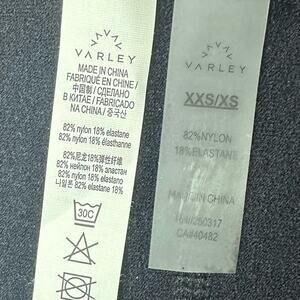 VARLEY
MADE IN CHINA
FABRIQUÉ EN CHINE /
中国制 / СДЕЛАНО
В КИТАЕ / FABRICADO
NA CHINA / 중국산
82% nylon 18% elastane
82% nylon 18% élasthanne
82%尼龙18%弹性纤维
82% нейлон 18% эластан
82% nylon 18% elastano
나일론 82% elastane 18%
30C
VARLEY
XXS/XS
82%NYLON
18%ELASTANE
MADE IN CHINA
CA#40482